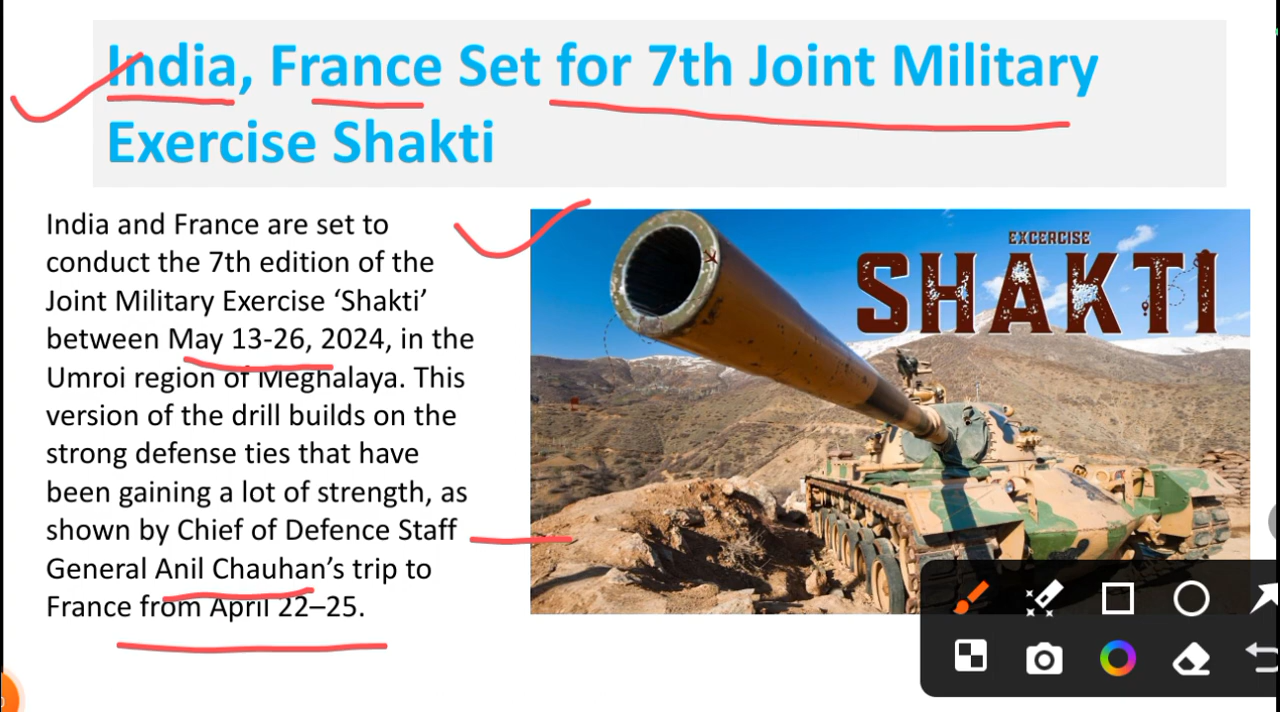 India, France Set for 7th Joint Military
Exercise Shakti
India and France are set to
conduct the 7th edition of the
Joint Military Exercise ‘Shakti’
between May 13-26, 2024, in the
Umroi region of Meghalaya. This
version of the drill builds on the
strong defense ties that have
been gaining a lot of strength, as
shown by Chief of Defence Staff
General Anil Chauhan’s trip to
France from April 22–25.
EXCERCISE
SHAKTI